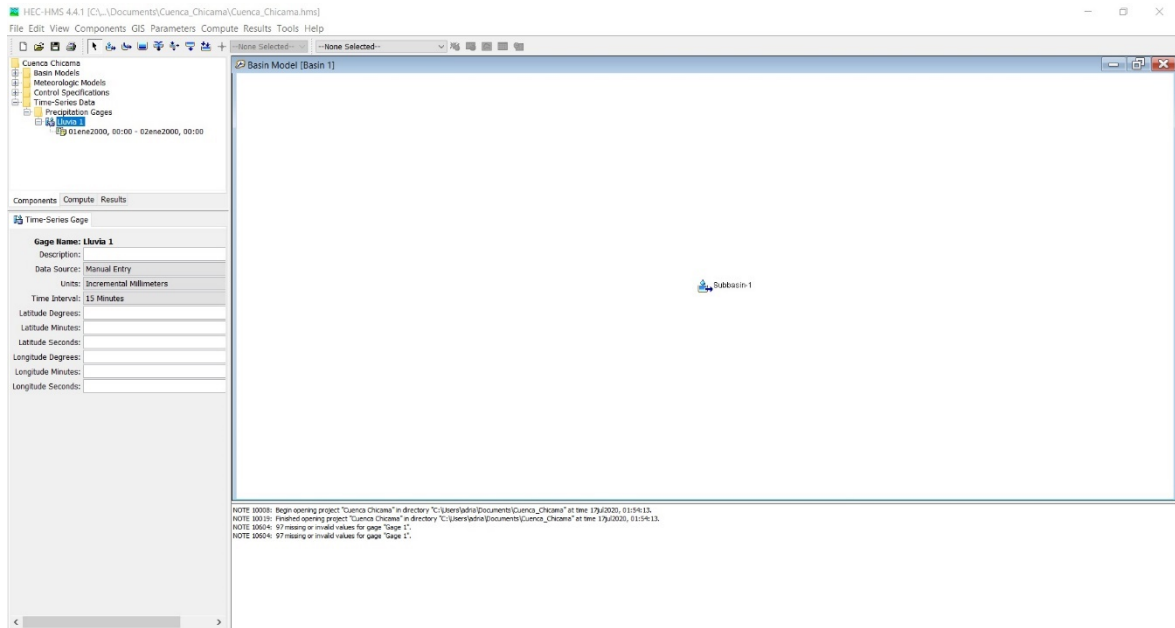 HEC-HMS 4.4.1 [C:\...\Documents\Cuenca_Chicama\Cuenca_Chicama.hms]
File Edit View Components GIS Parameters Compute Results Tools Help
--None Selected-- --None Selected--
Cuenca Chicama
Basin Models
Meteorologic Models
Control Specifications
Time-Series Data
Precipitation Gages
Lluvia 1
01ene2000, 00:00 - 02ene2000, 00:00
Components Compute Results
Time-Series Gage
Gage Name: Lluvia 1
Description:
Data Source: Manual Entry
Units: Incremental Millimeters
Time Interval: 15 Minutes
Latitude Degrees:
Latitude Minutes:
Latitude Seconds:
Longitude Degrees:
Longitude Minutes:
Longitude Seconds:
Basin Model [Basin 1]
Subbasin-1
NOTE 10008: Begin opening project "Cuenca Chicama" in directory "C:\Users\adria\Documents\Cuenca_Chicama" at time 17jul2020, 01:54:13.
NOTE 10019: Finished opening project "Cuenca Chicama" in directory "C:\Users\adria\Documents\Cuenca_Chicama" at time 17jul2020, 01:54:13.
NOTE 10604: 97 missing or invalid values for gage "Gage 1".
NOTE 10604: 97 missing or invalid values for gage "Gage 1".